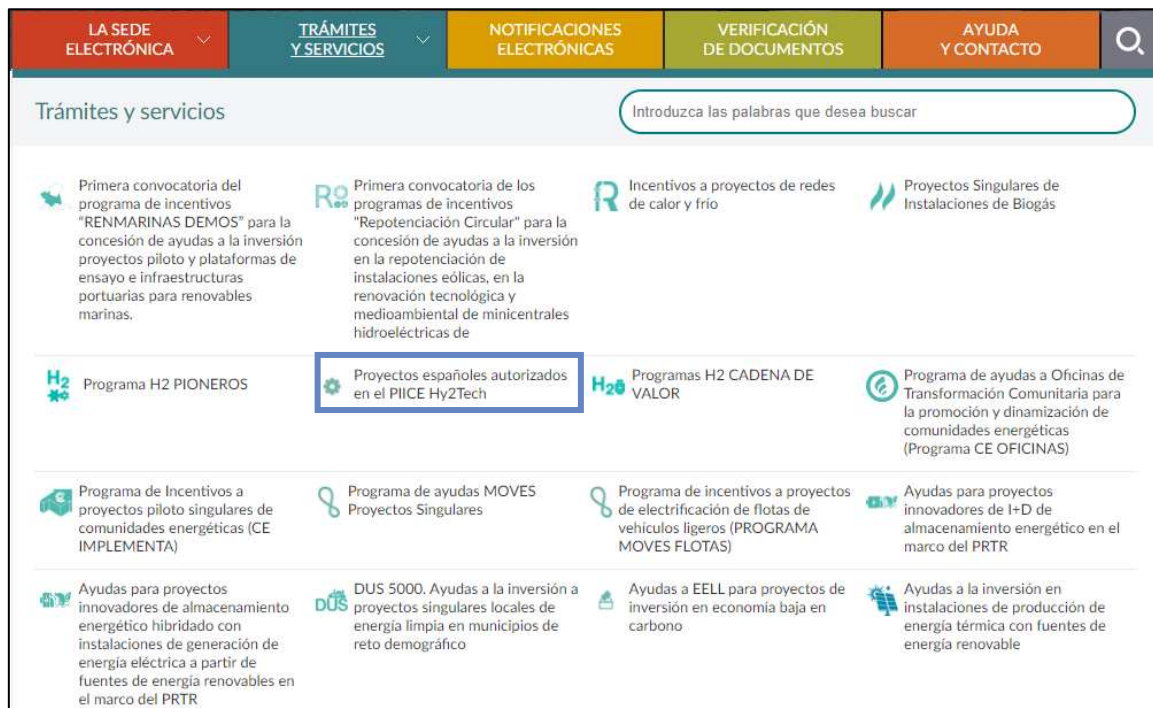 LA SEDE
ELECTRÓNICA
TRÁMITES
Y SERVICIOS
NOTIFICACIONES
ELECTRÓNICAS
VERIFICACIÓN
DE DOCUMENTOS
AYUDA
Y CONTACTO
Trámites y servicios
Introduzca las palabras que desea buscar
Primera convocatoria del
programa de incentivos
“RENMARINAS DEMOS” para la
concesión de ayudas a la inversión
proyectos piloto y plataformas de
ensayo e infraestructuras
portuarias para renovables
marinas.
Primera convocatoria de los
programas de incentivos
"Repotenciación Circular" para la
concesión de ayudas a la inversión
en la repotenciación de
instalaciones eólicas, en la
renovación tecnológica y
medioambiental de minicentrales
hidroeléctricas de
Incentivos a proyectos de redes
de calor y frío
Proyectos Singulares de
Instalaciones de Biogás
H2
Programa H2 PIONEROS
Proyectos españoles autorizados
en el PIICE Hy2Tech
H2
Programas H2 CADENA DE
VALOR
Programa de ayudas a Oficinas de
Transformación Comunitaria para
la promoción y dinamización de
comunidades energéticas
(Programa CE OFICINAS)
Programa de Incentivos a
proyectos piloto singulares de
comunidades energéticas (CE
IMPLEMENTA)
Programa de ayudas MOVES
Proyectos Singulares
Programa de incentivos a proyectos
de electrificación de flotas de
vehículos ligeros (PROGRAMA
MOVES FLOTAS)
Ayudas para proyectos
innovadores de I+D de
almacenamiento energético en el
marco del PRTR
Ayudas para proyectos
innovadores de almacenamiento
energético hibridado con
instalaciones de generación de
energía eléctrica a partir de
fuentes de energía renovables en
el marco del PRTR
DUS
DUS 5000. Ayudas a la inversión a
proyectos singulares locales de
energía limpia en municipios de
reto demográfico
Ayudas a EELL para proyectos de
inversión en economía baja en
carbono
Ayudas a la inversión en
instalaciones de producción de
energía térmica con fuentes de
energía renovable